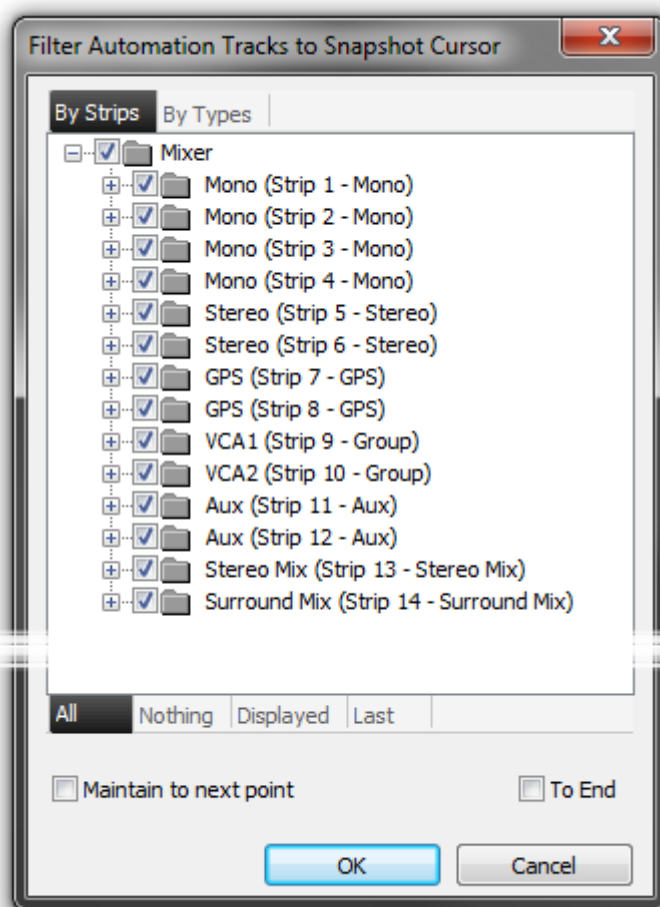 Filter Automation Tracks to Snapshot Cursor
By Strips By Types
Mixer
Mono (Strip 1 - Mono)
Mono (Strip 2 - Mono)
Mono (Strip 3 - Mono)
Mono (Strip 4 - Mono)
Stereo (Strip 5 - Stereo)
Stereo (Strip 6 - Stereo)
GPS (Strip 7 - GPS)
GPS (Strip 8 - GPS)
VCA1 (Strip 9 - Group)
VCA2 (Strip 10 - Group)
Aux (Strip 11 - Aux)
Aux (Strip 12 - Aux)
Stereo Mix (Strip 13 - Stereo Mix)
Surround Mix (Strip 14 - Surround Mix)
All Nothing Displayed Last
Maintain to next point To End
OK Cancel